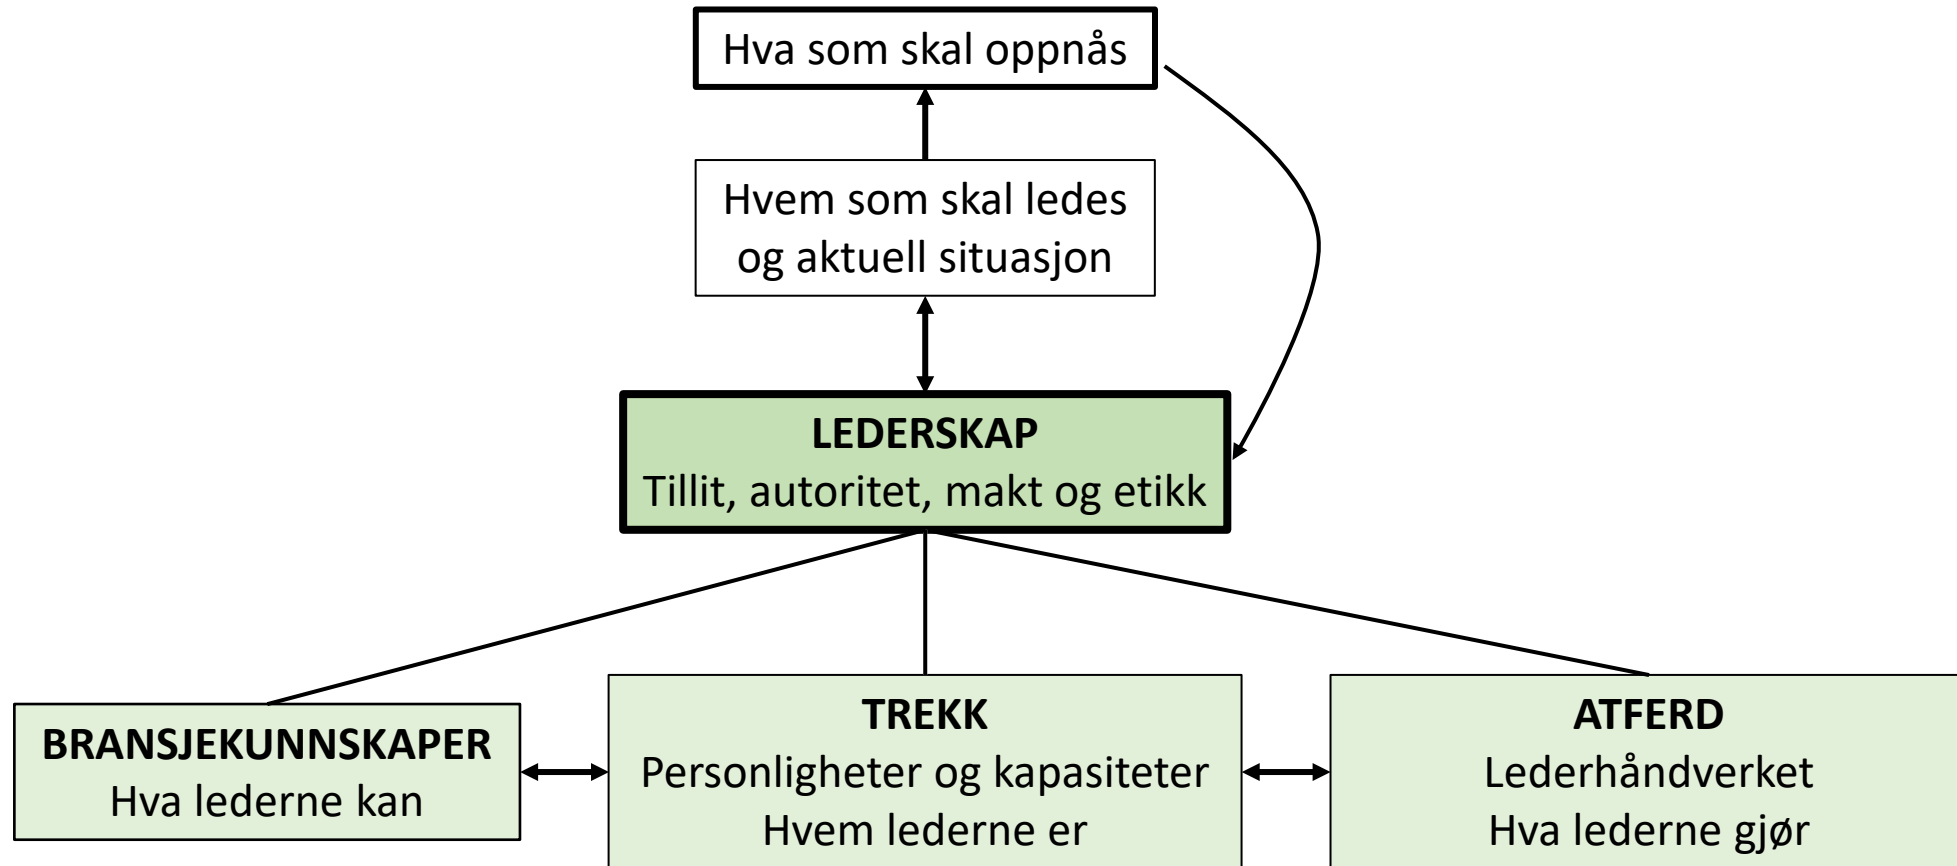 Hva som skal oppnås
Hvem som skal ledes
og aktuell situasjon
LEDERSKAP
Tillit, autoritet, makt og etikk
BRANSJEKUNNSKAPER
Hva lederne kan
TREKK
Personligheter og kapasiteter
Hvem lederne er
ATFERD
Lederhåndverket
Hva lederne gjør